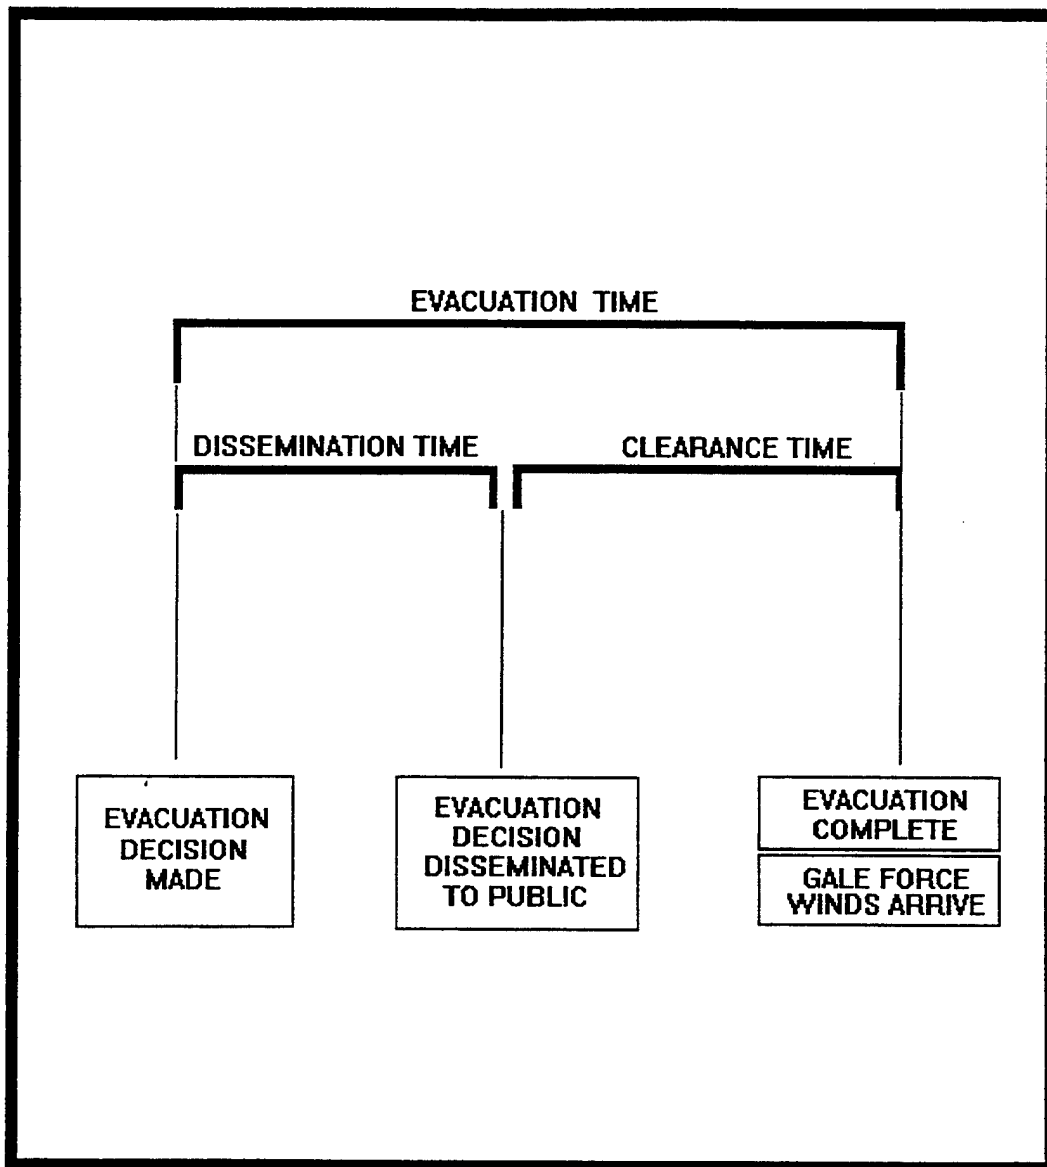 EVACUATION TIME
DISSEMINATION TIME
CLEARANCE TIME
EVACUATION
DECISION
MADE
EVACUATION
DECISION
DISSEMINATED
TO PUBLIC
EVACUATION
COMPLETE
GALE FORCE
WINDS ARRIVE